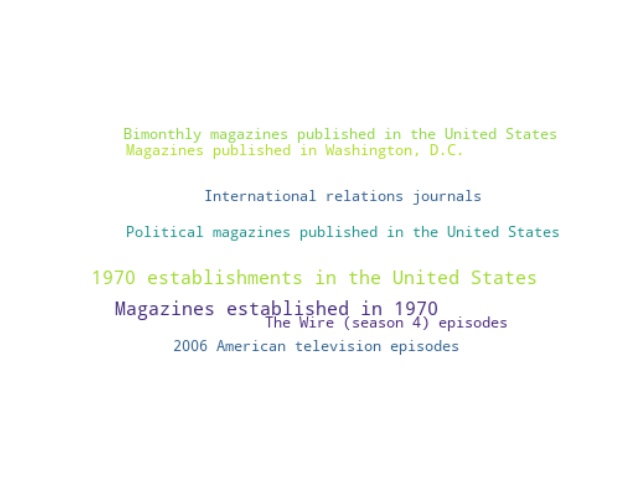 Bimonthly magazines published in the United States
Magazines published in Washington, D.C.
International relations journals
Political magazines published in the United States
1970 establishments in the United States
Magazines established in 1970
The Wire (season 4) episodes
2006 American television episodes